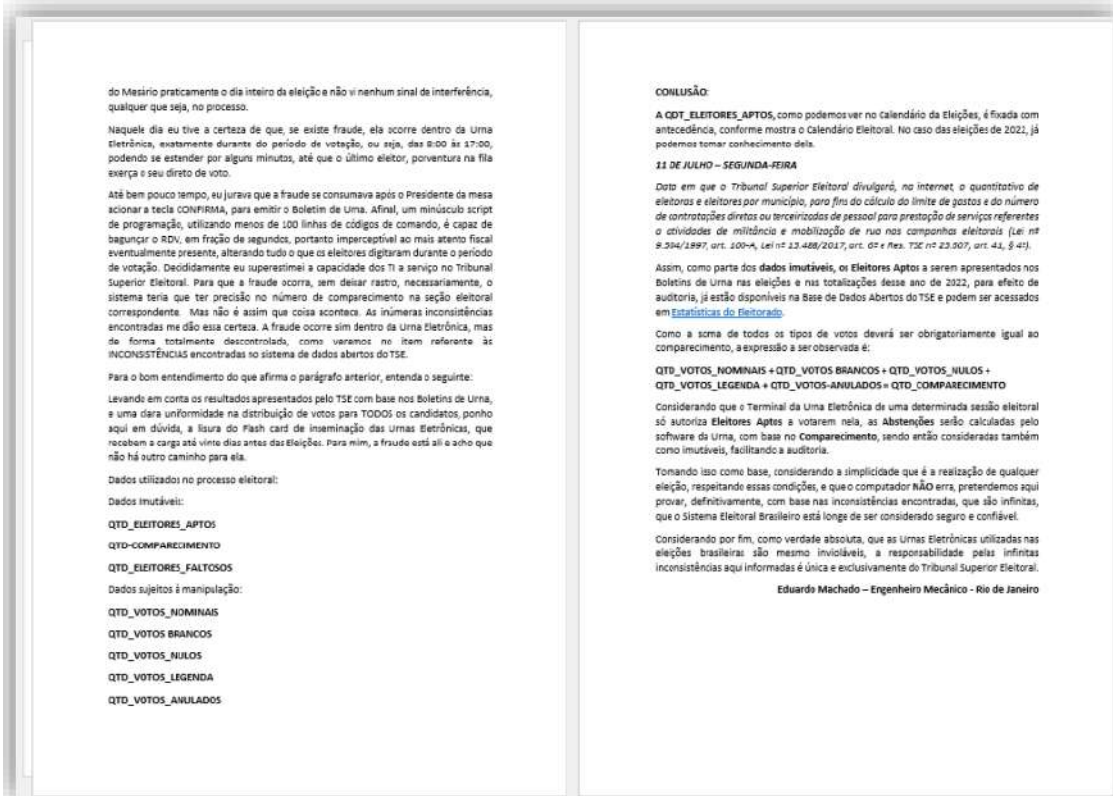 do Mesário praticamente o dia inteiro da eleição e não vi nenhum sinal de interferência,
qualquer que seja, no processo.
Naquele dia eu tive a certeza de que, se existe fraude, ela ocorre dentro da Urna
Eletrônica, exatamente durante do período de votação, ou seja, das 8:00 às 17:00,
podendo se estender por alguns minutos, até que o último eleitor, porventura na fila
exerça o seu direto de voto.
Até bem pouco tempo, eu jurava que a fraude se consumava após o Presidente da mesa
acionar a tecla CONFIRMA, para emitir o Boletim de Urna. Afinal, um minúsculo script
de programação, utilizando menos de 100 linhas de códigos de comando, é capaz de
bagunçar o RDV, em fração de segundos, portanto imperceptível ao mais atento fiscal
eventualmente presente, alterando tudo o que os eleitores digitaram durante o período
de votação. Decididamente eu superestimei a capacidade dos TI a serviço no Tribunal
Superior Eleitoral. Para que a fraude ocorra, sem deixar rastro, necessariamente, o
sistema teria que ter precisão no número de comparecimento na seção eleitoral
correspondente. Mas não é assim que coisa acontece. As inúmeras inconsistências
encontradas me dão essa certeza. A fraude ocorre sim dentro da Urna Eletrônica, mas
de forma totalmente descontrolada, como veremos no item referente às
INCONSISTÊNCIAS encontradas no sistema de dados abertos do TSE.
Para o bom entendimento do que afirma o parágrafo anterior, entenda o seguinte:
Levando em conta os resultados apresentados pelo TSE com base nos Boletins de Urna,
e uma clara uniformidade na distribuição de votos para TODOS os candidatos, ponho
aqui em dúvida, a lisura do Flash card de inseminação das Urnas Eletrônicas, que
recebem a carga até vinte dias antes das Eleições. Para mim, a fraude está ali e acho que
não há outro caminho para ela.
Dados utilizados no processo eleitoral:
Dados Imutáveis:
QTD_ELEITORES_APTOS
QTD-COMPARECIMENTO
QTD_ELEITORES_FALTOSOS
Dados sujeitos à manipulação:
QTD_VOTOS_NOMINAIS
QTD_VOTOS BRANCOS
QTD_VOTOS_NULOS
QTD_VOTOS_LEGENDA
QTD_VOTOS_ANULADOS
CONLUSÃO:
A QDT_ELEITORES_APTOS, como podemos ver no Calendário da Eleições, é fixada com
antecedência, conforme mostra o Calendário Eleitoral. No caso das eleições de 2022, já
podemos tomar conhecimento dela.
11 DE JULHO – SEGUNDA-FEIRA
Data em que o Tribunal Superior Eleitoral divulgará, na internet, o quantitativo de
eleitoras e eleitores por município, para fins do cálculo do limite de gastos e do número
de contratações diretas ou terceirizadas de pessoal para prestação de serviços referentes
a atividades de militância e mobilização de rua nas campanhas eleitorais (Lei nº
9.504/1997, art. 100-A, Lei nº 13.488/2017, art. 6º e Res. TSE nº 23.607, art. 41, § 4º).
Assim, como parte dos dados imutáveis, os Eleitores Aptos a serem apresentados nos
Boletins de Urna nas eleições e nas totalizações desse ano de 2022, para efeito de
auditoria, já estão disponíveis na Base de Dados Abertos do TSE e podem ser acessados
em Estatísticas do Eleitorado.
Como a soma de todos os tipos de votos deverá ser obrigatoriamente igual ao
comparecimento, a expressão a ser observada é:
QTD_VOTOS_NOMINAIS + QTD_VOTOS BRANCOS + QTD_VOTOS_NULOS +
QTD_VOTOS_LEGENDA + QTD_VOTOS-ANULADOS = QTD_COMPARECIMENTO
Considerando que o Terminal da Urna Eletrônica de uma determinada sessão eleitoral
só autoriza Eleitores Aptos a votarem nela, as Abstenções serão calculadas pelo
software da Urna, com base no Comparecimento, sendo então consideradas também
como imutáveis, facilitando a auditoria.
Tomando isso como base, considerando a simplicidade que é a realização de qualquer
eleição, respeitando essas condições, e que o computador NÃO erra, pretendemos aqui
provar, definitivamente, com base nas inconsistências encontradas, que são infinitas,
que o Sistema Eleitoral Brasileiro está longe de ser considerado seguro e confiável.
Considerando por fim, como verdade absoluta, que as Urnas Eletrônicas utilizadas nas
eleições brasileiras são mesmo invioláveis, a responsabilidade pelas infinitas
inconsistências aqui informadas é única e exclusivamente do Tribunal Superior Eleitoral.
Eduardo Machado – Engenheiro Mecânico - Rio de Janeiro